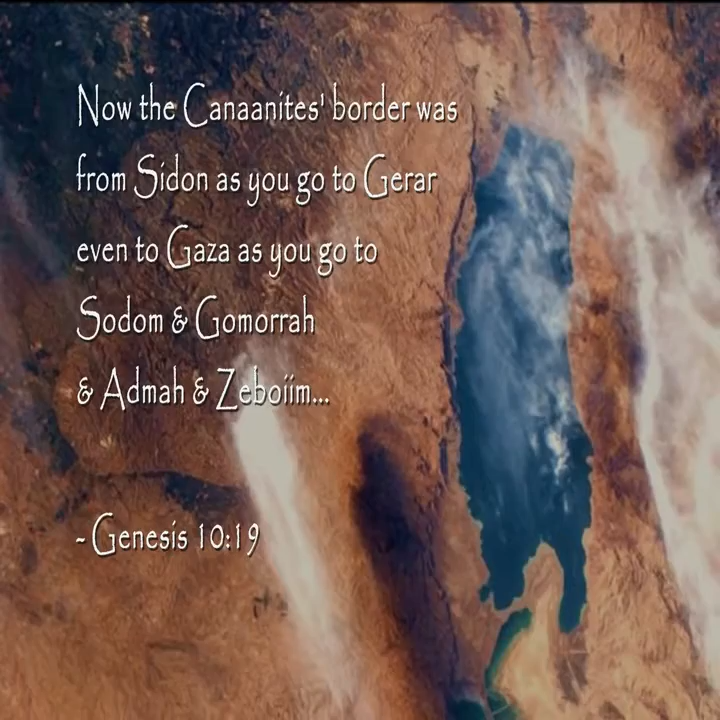 Now the Canaanites' border was
from Sidon as you go to Gerar
even to Gaza as you go to
Sodom & Gomorrah
& Admah & Zeboiim...
- Genesis 10:19